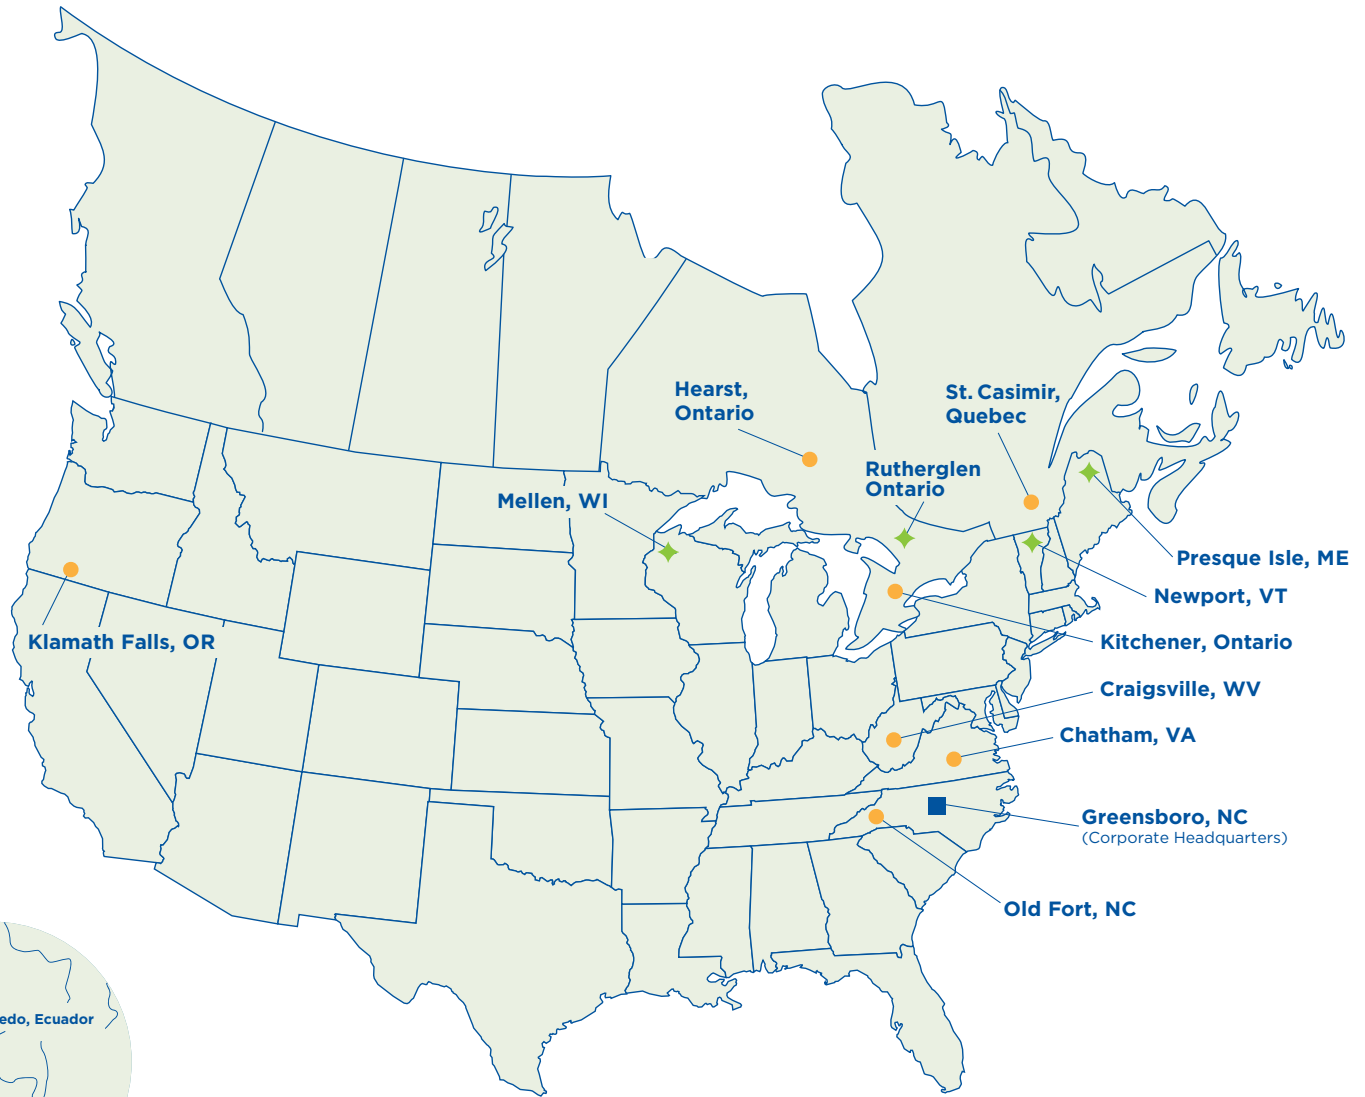 Hearst,
Ontario
St. Casimir,
Quebec
Rutherglen
Ontario
Mellen, WI
Presque Isle, ME
Newport, VT
Klamath Falls, OR
Kitchener, Ontario
Craigsville, WV
Chatham, VA
Greensboro, NC
(Corporate Headquarters)
Old Fort, NC
Ecuador